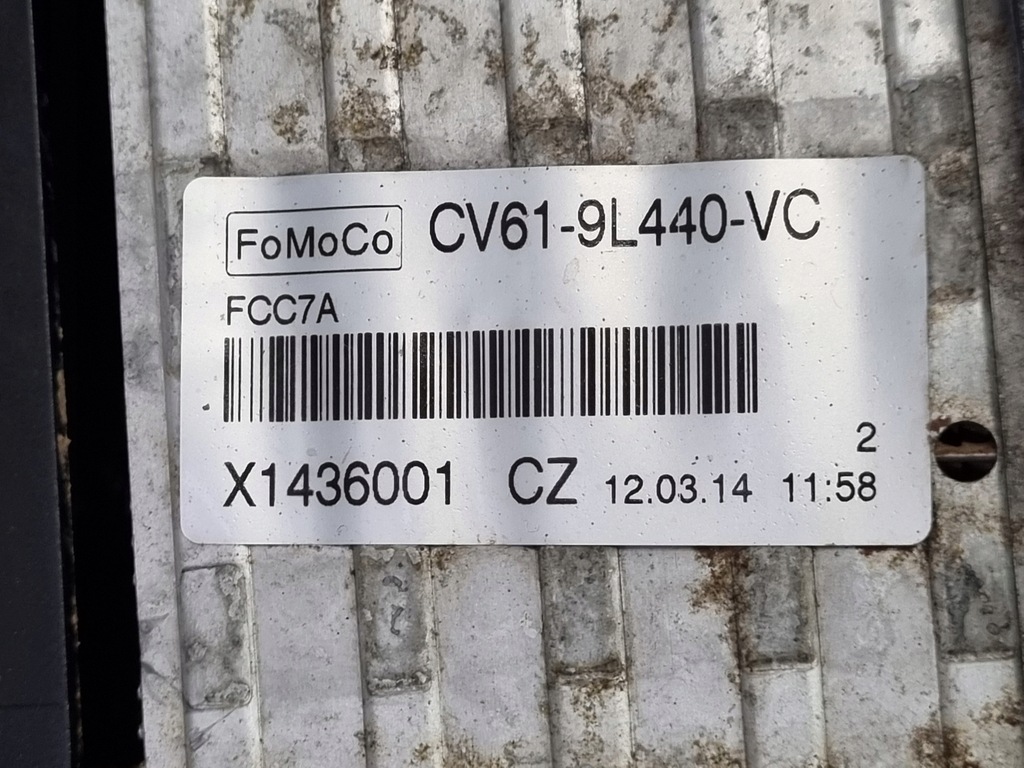 FoMoCo CV61-9L440-VC
FCC7A
2
X1436001 CZ 12.03.14 11:58